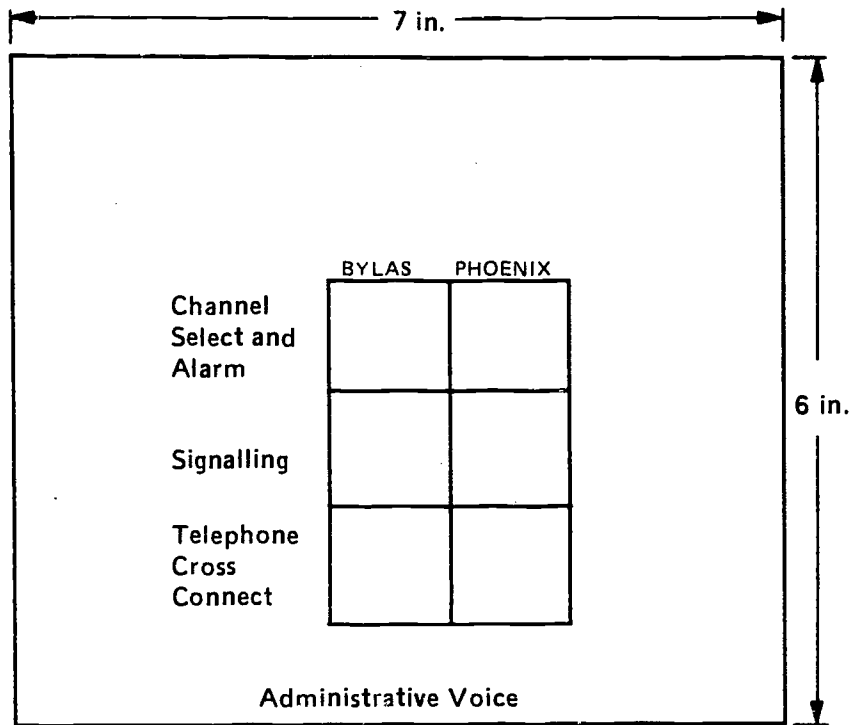 7 in.
BYLAS PHOENIX
Channel
Select and
Alarm
6 in.
Signalling
Telephone
Cross
Connect
Administrative Voice